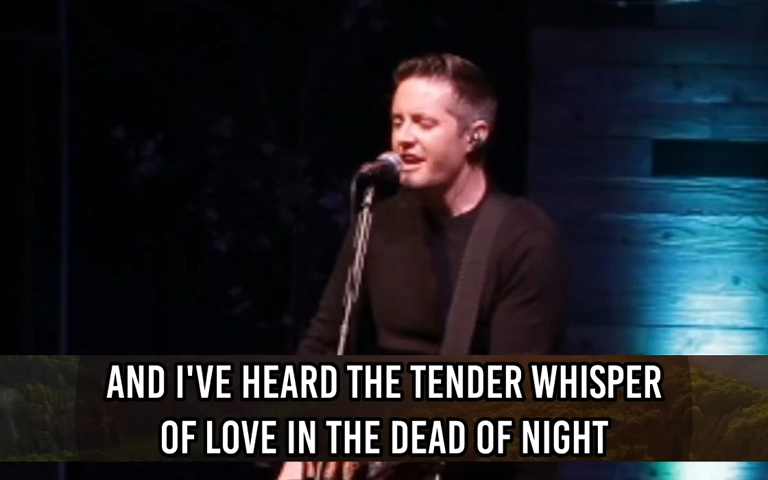 AND I'VE HEARD THE TENDER WHISPER
OF LOVE IN THE DEAD OF NIGHT